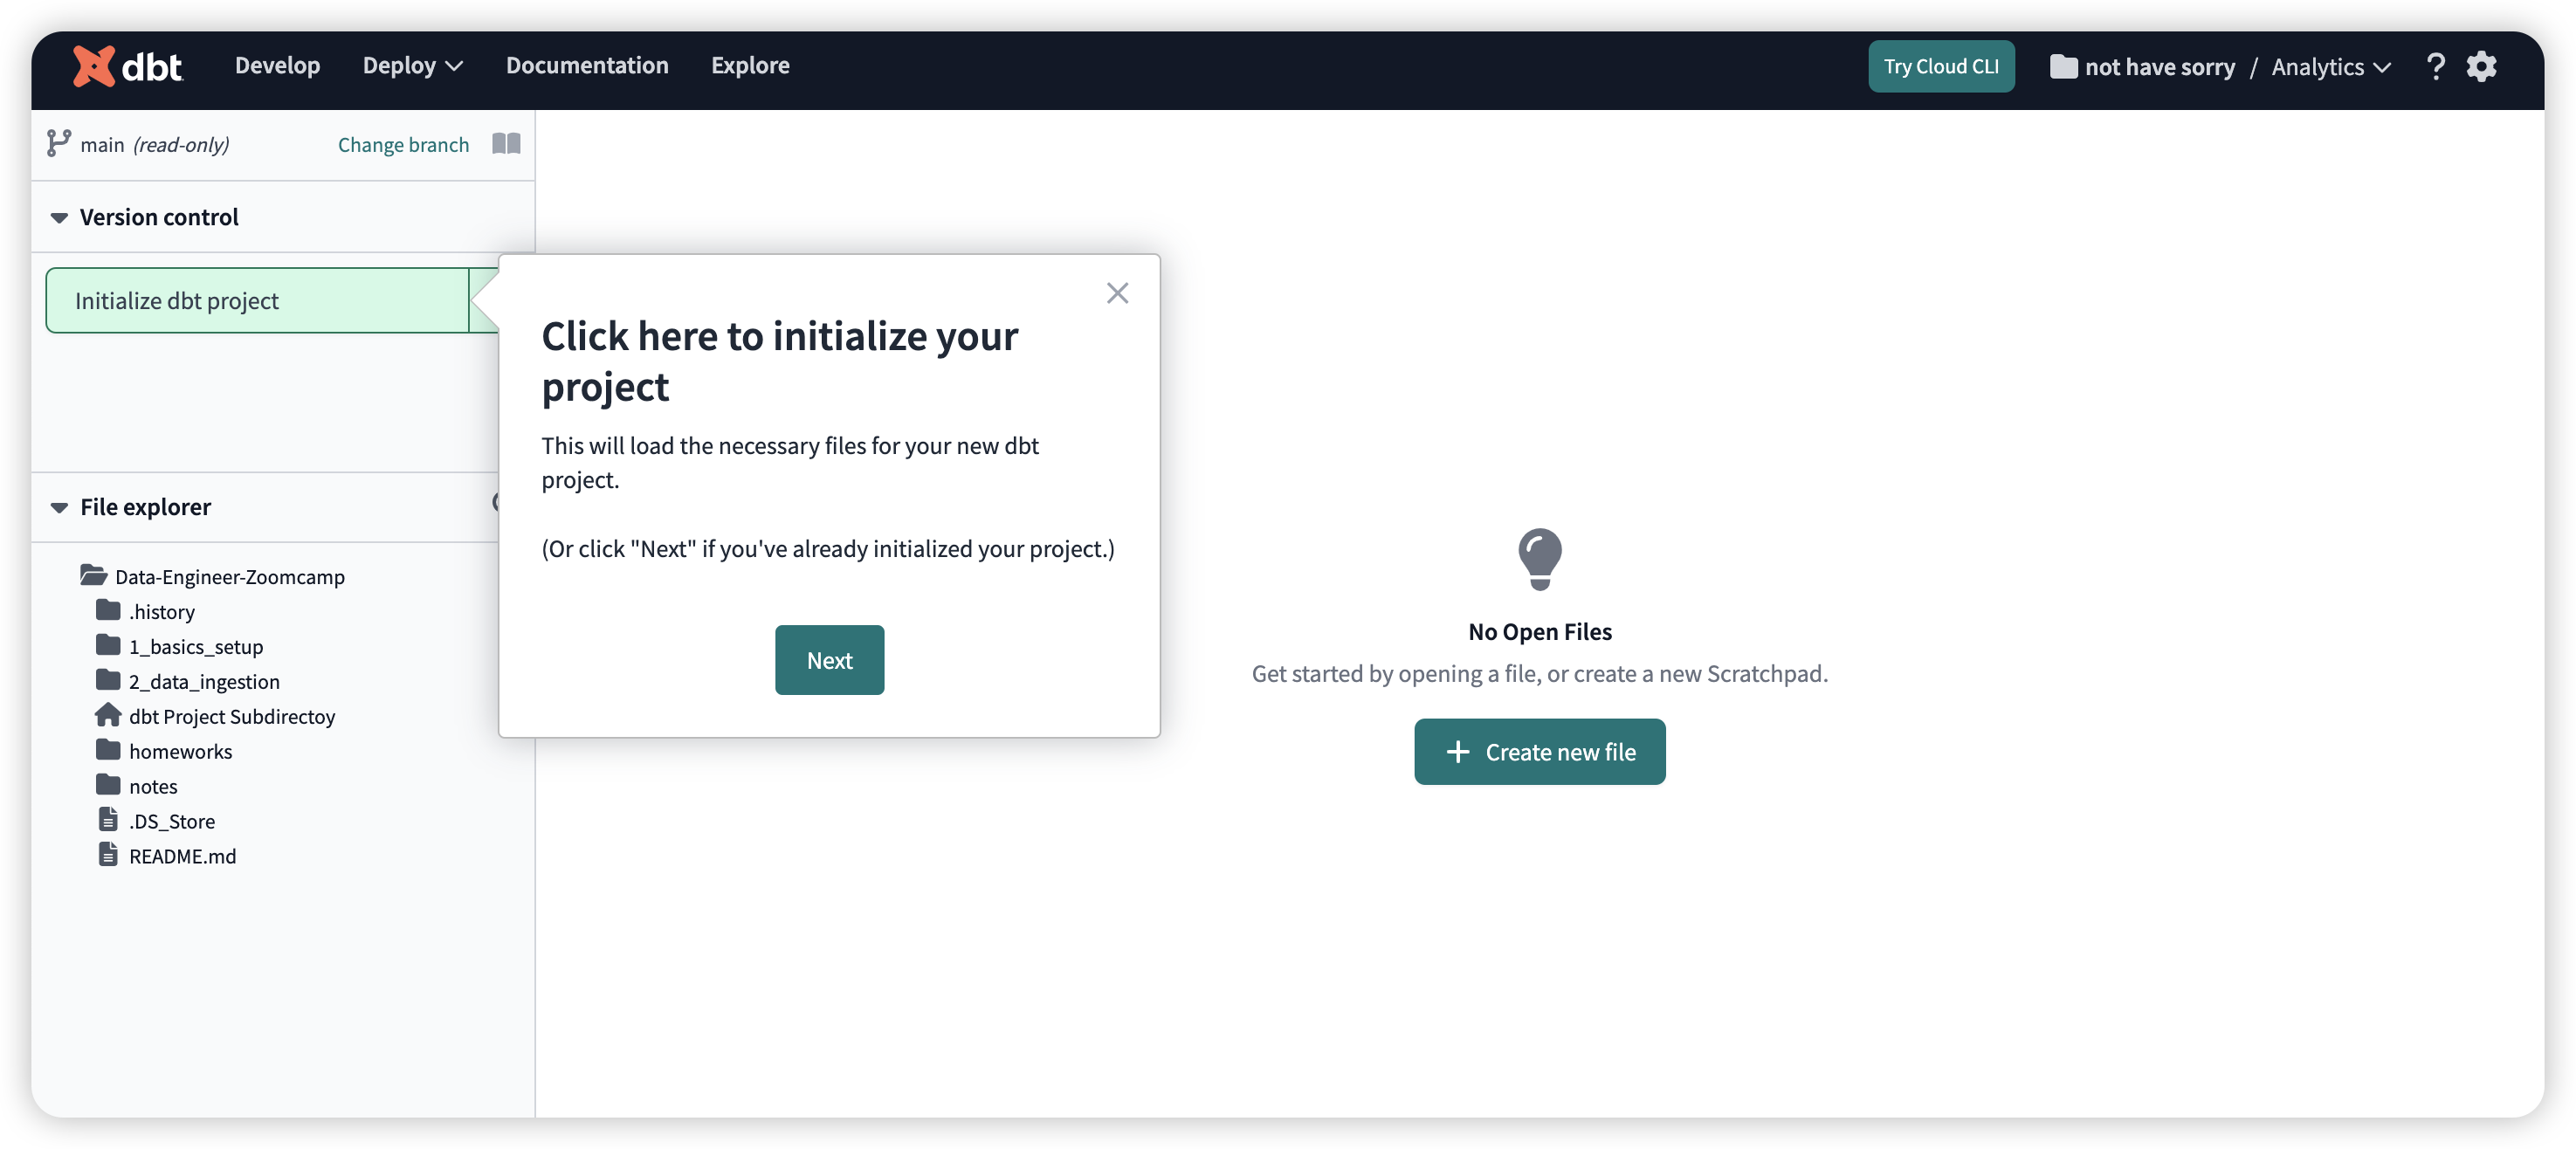 dbt Develop Deploy Documentation Explore Try Cloud CLI not have sorry / Analytics ?
main (read-only) Change branch
Version control
Initialize dbt project
Click here to initialize your
project
This will load the necessary files for your new dbt
project.
(Or click "Next" if you've already initialized your project.)
Next
File explorer
Data-Engineer-Zoomcamp
.history
1_basics_setup
2_data_ingestion
dbt Project Subdirectoy
homeworks
notes
.DS_Store
README.md
No Open Files
Get started by opening a file, or create a new Scratchpad.
+ Create new file